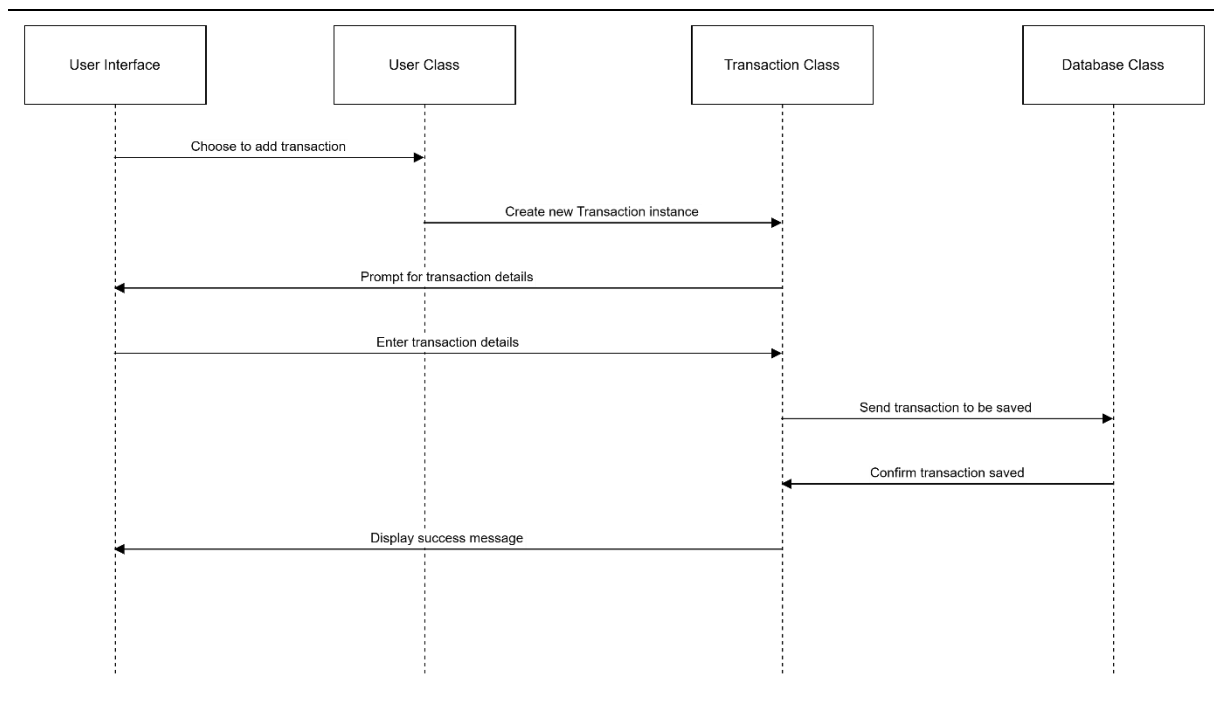 User Interface
User Class
Transaction Class
Database Class
Choose to add transaction
Create new Transaction instance
Prompt for transaction details
Enter transaction details
Send transaction to be saved
Confirm transaction saved
Display success message